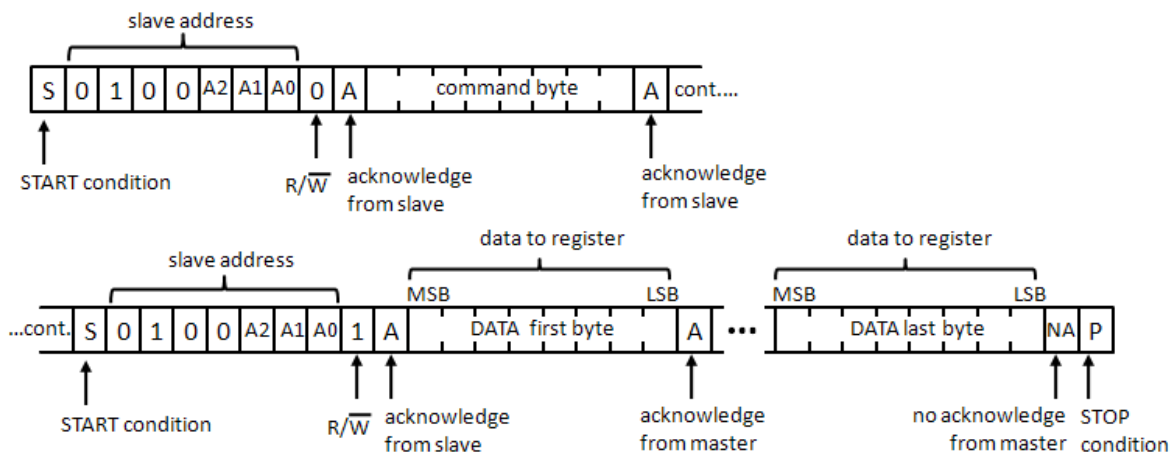 slave address
S 0 1 0 0 A2 A1 A0 0 A command byte A cont....
START condition
R/W̅
acknowledge
from slave
acknowledge
from slave
data to register
data to register
slave address
MSB LSB MSB LSB
...cont. S 0 1 0 0 A2 A1 A0 1 A DATA first byte A ••• DATA last byte NA P
START condition
R/W̅
acknowledge
from slave
acknowledge
from master
no acknowledge
from master
STOP
condition